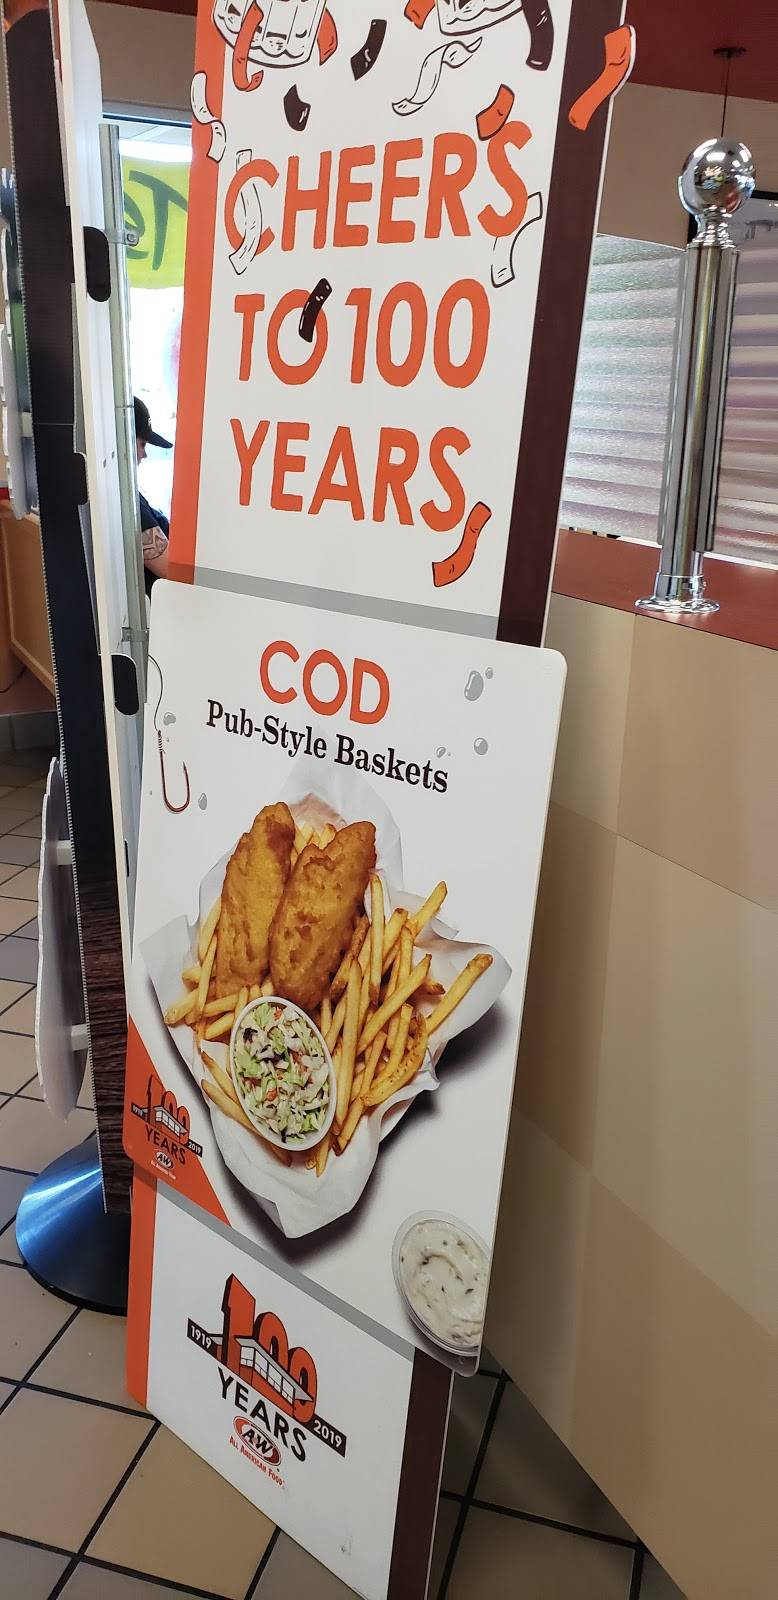 CHEERS
TO 100
YEARS
COD
Pub-Style Baskets
100
1919
2019
YEARS
A&W
100
1919
YEARS
2019
A&W
ALL AMERICAN FOOD